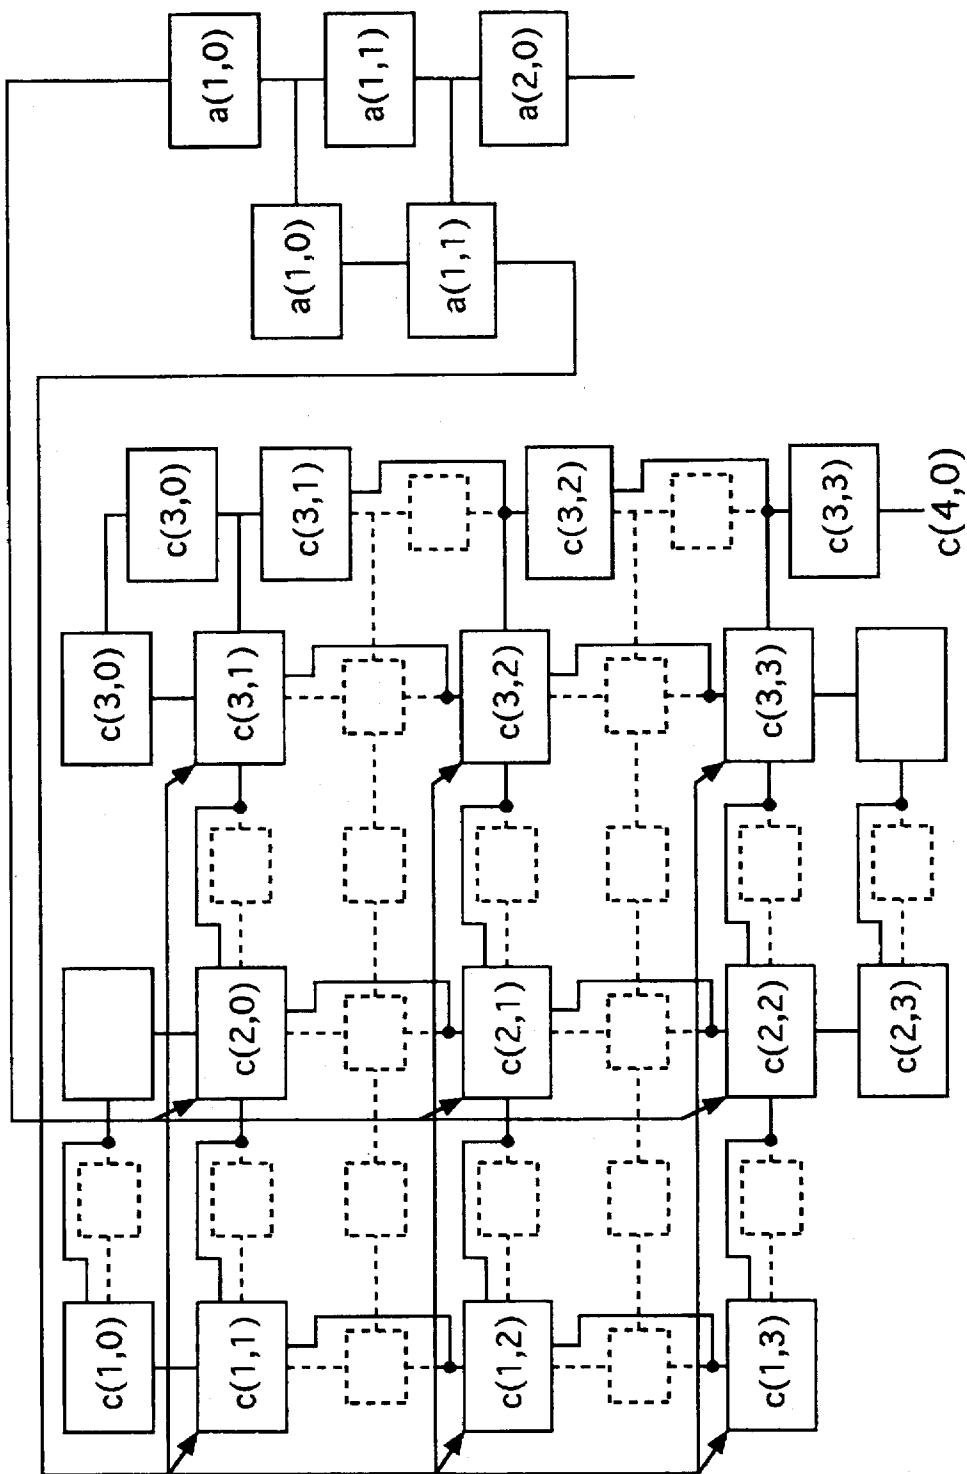 c(1,0)
c(3,0)
c(3,0)
a(1,0)
c(1,1)
c(2,0)
c(3,1)
c(3,1)
a(1,0)
a(1,1)
a(1,1)
c(1,2)
c(2,1)
c(3,2)
a(2,0)
c(3,2)
c(1,3)
c(2,2)
c(3,3)
c(3,3)
c(2,3)
c(4,0)